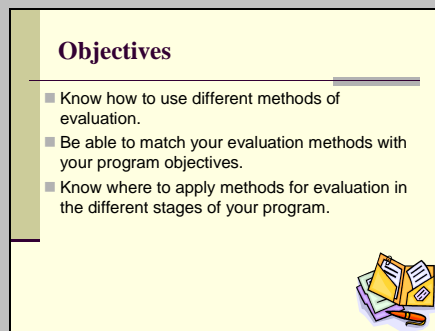 Objectives
Know how to use different methods of
evaluation.
Be able to match your evaluation methods with
your program objectives.
Know where to apply methods for evaluation in
the different stages of your program.